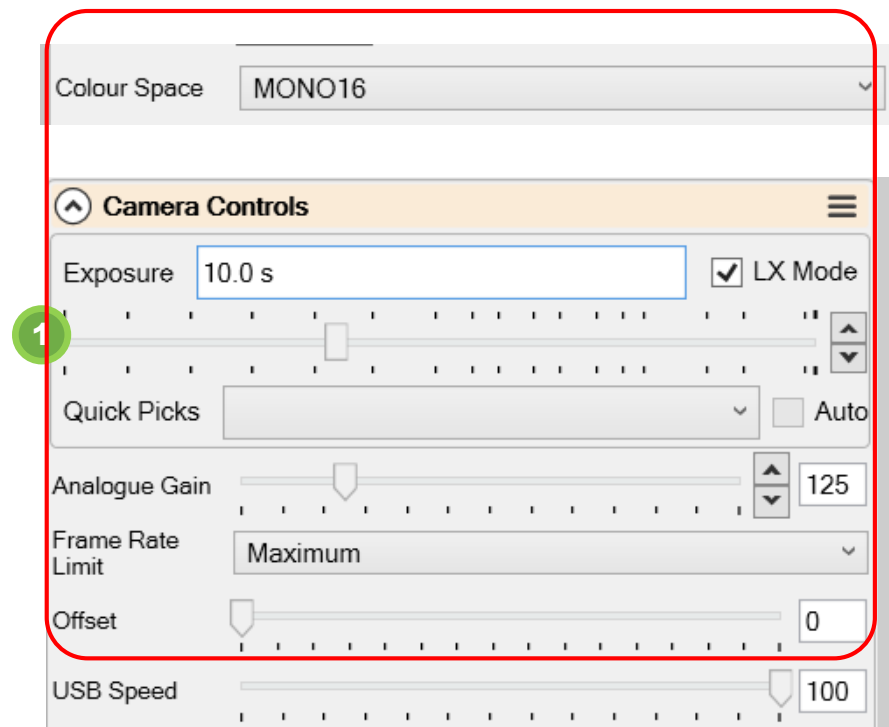 Colour Space MONO16
Camera Controls
Exposure 10.0 s LX Mode
1
Quick Picks Auto
Analogue Gain 125
Frame Rate
Limit Maximum
Offset 0
USB Speed 100